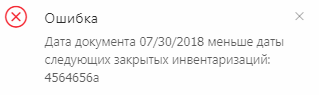 Ошибка
Дата документа 07/30/2018 меньше даты
следующих закрытых инвентаризаций:
4564656a